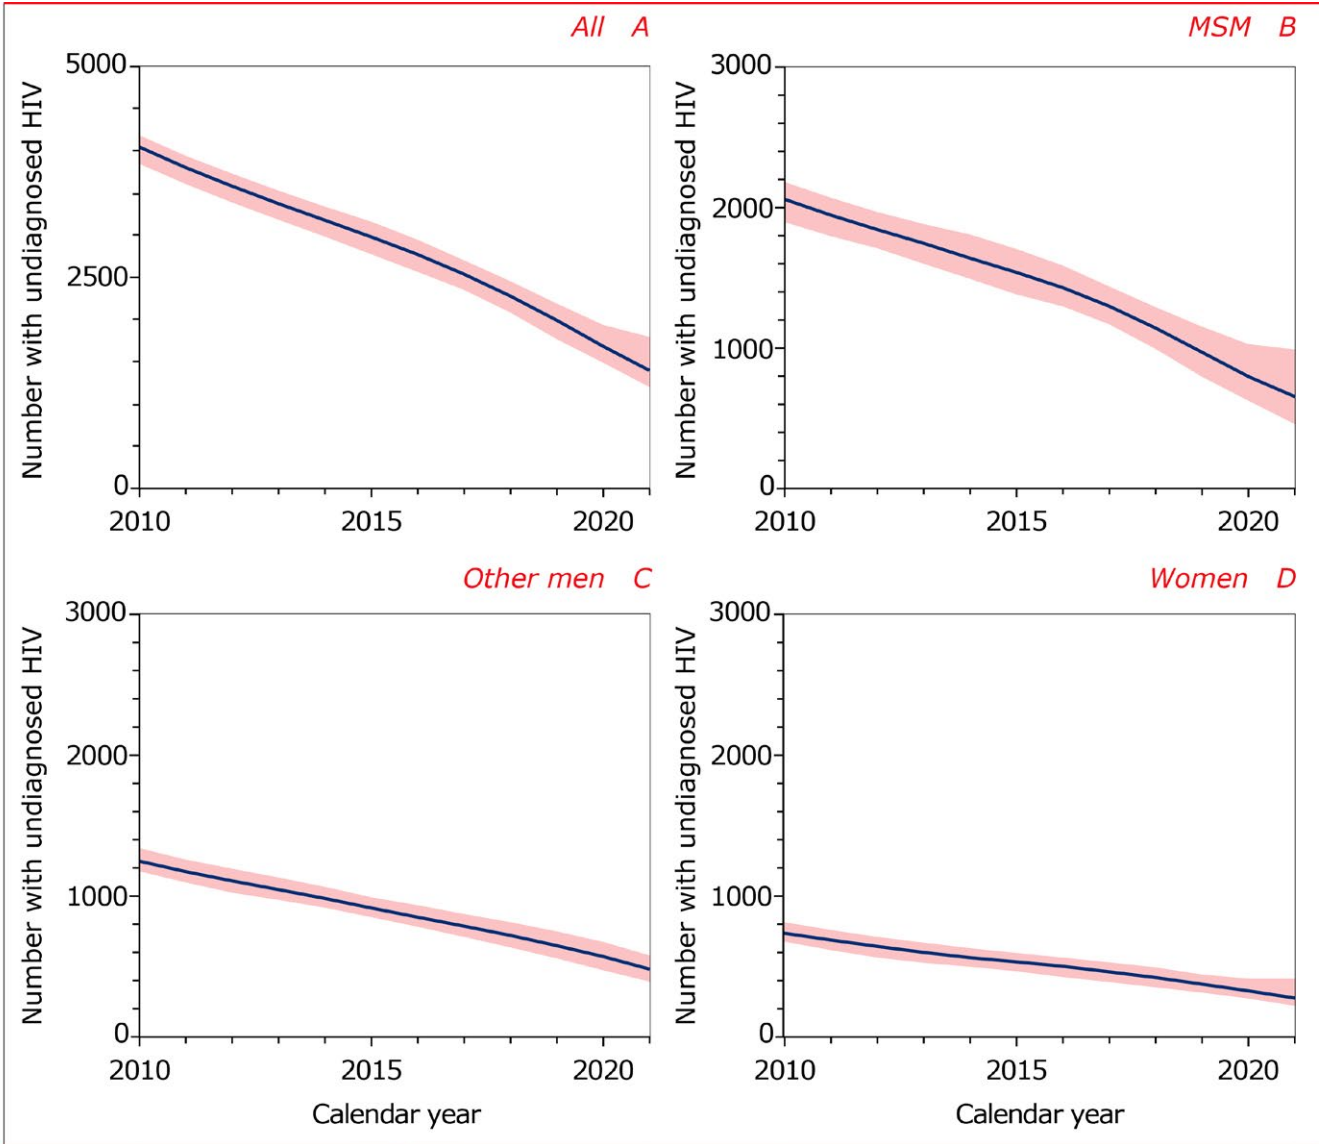 All A
Number with undiagnosed HIV
5000
2500
0
2010 2015 2020
MSM B
Number with undiagnosed HIV
3000
2000
1000
0
2010 2015 2020
Other men C
Number with undiagnosed HIV
3000
2000
1000
0
2010 2015 2020
Calendar year
Women D
Number with undiagnosed HIV
3000
2000
1000
0
2010 2015 2020
Calendar year